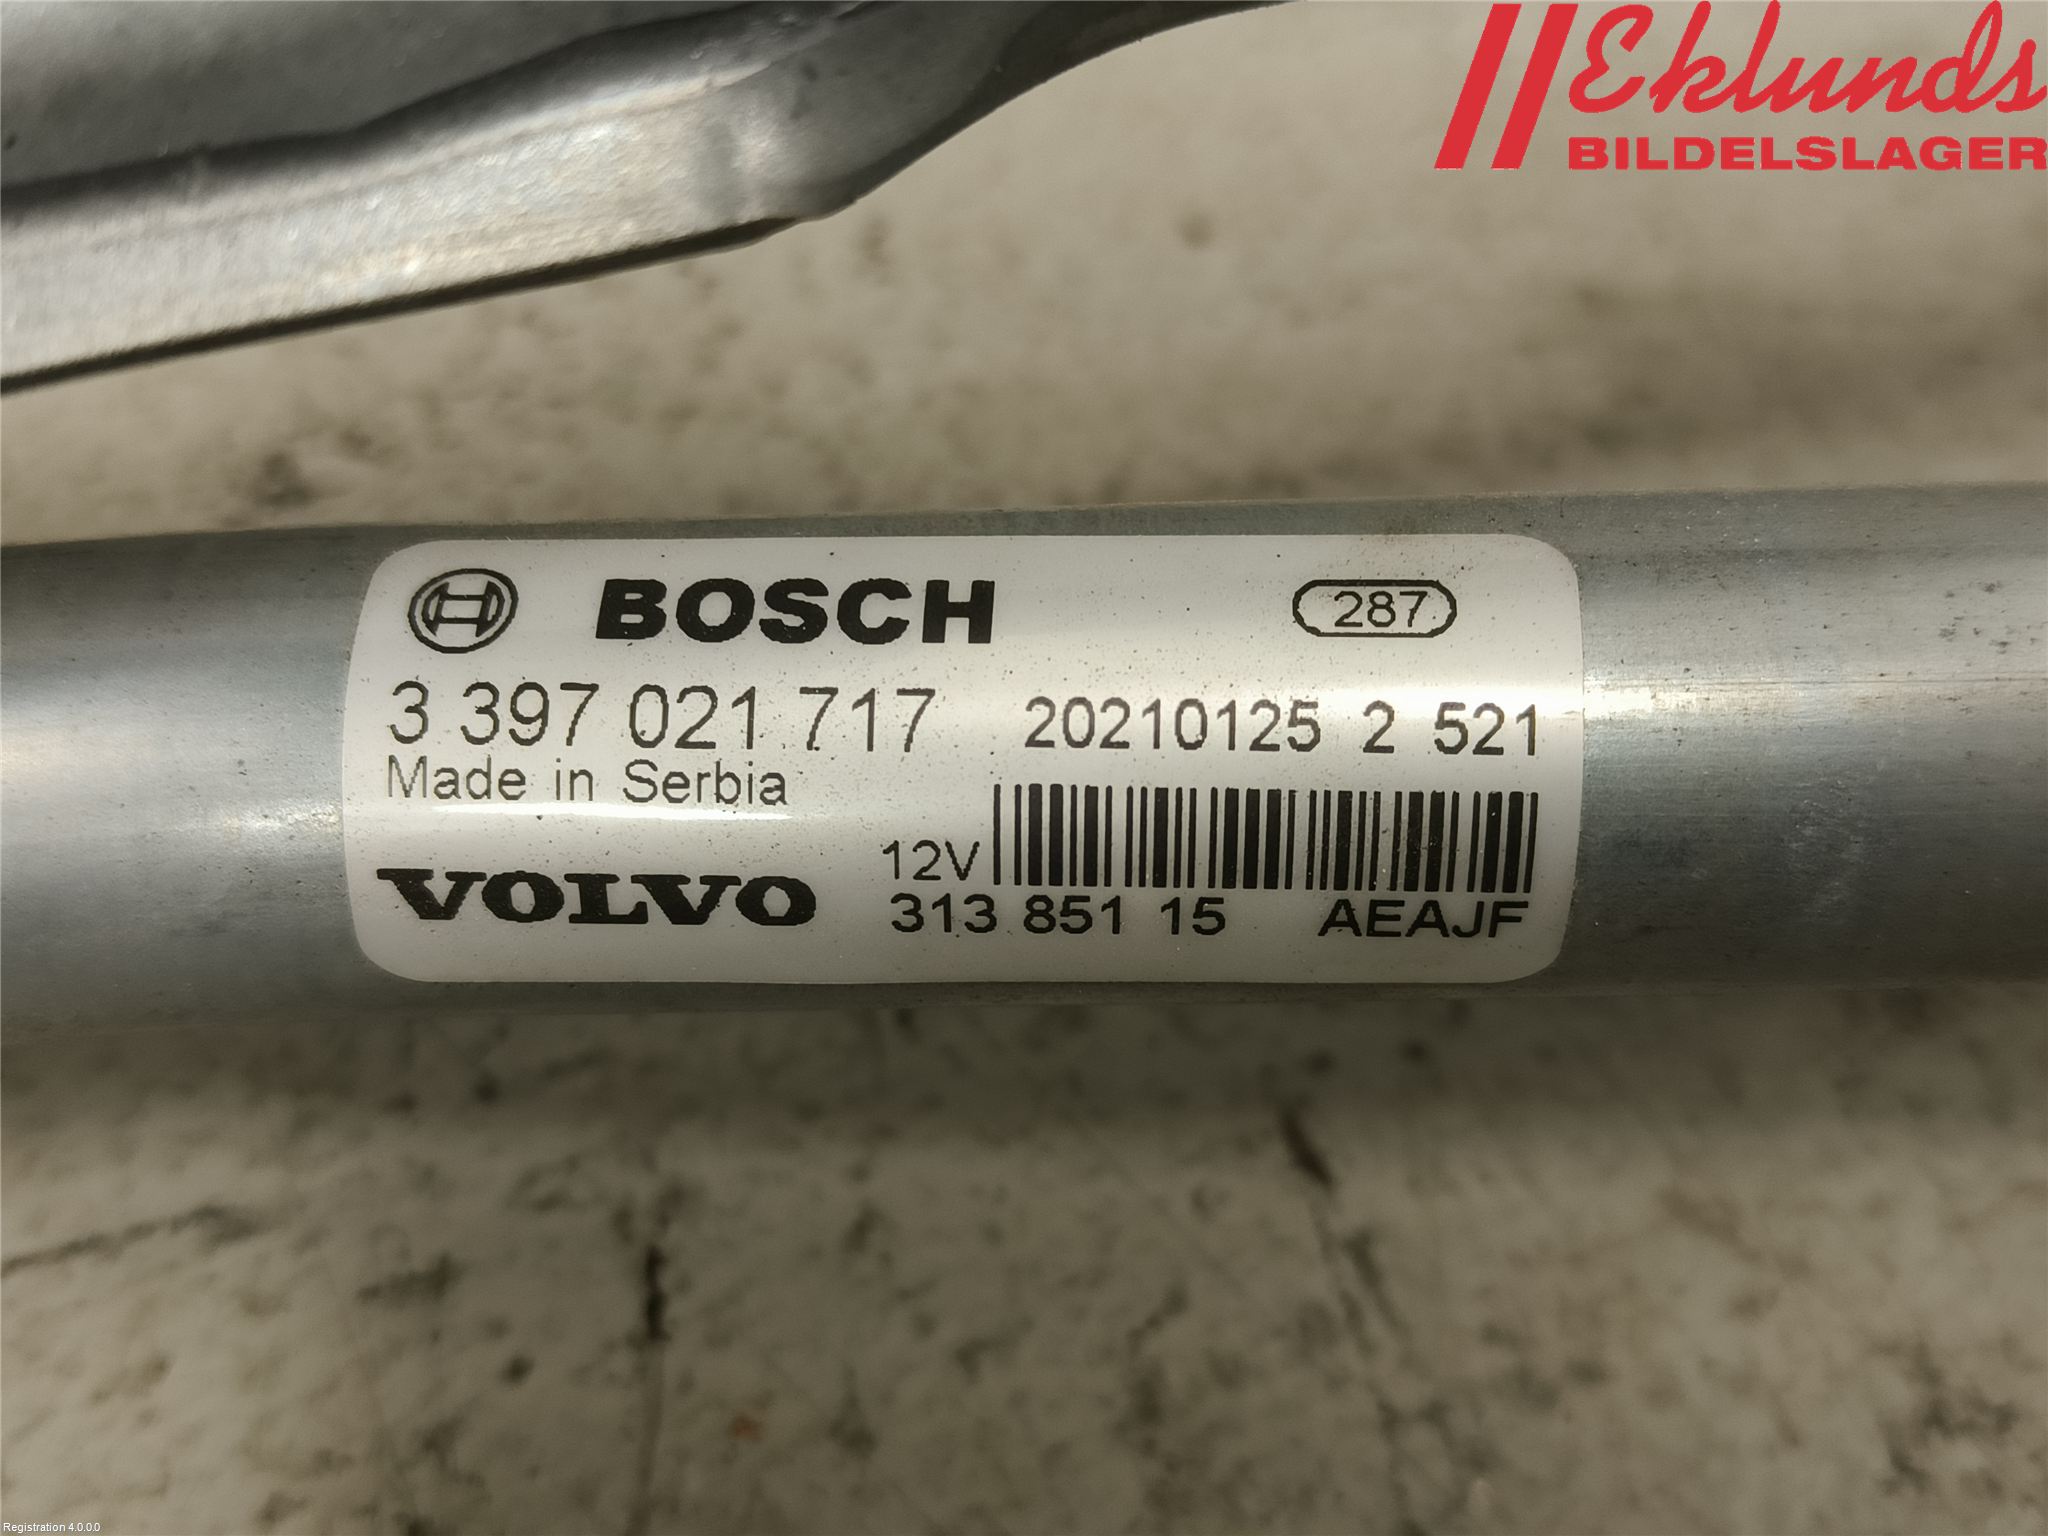 Eklunds
BILDELSLAGER
BOSCH 287
3 397 021 717 20210125 2 521
Made in Serbia
12V
VOLVO 313 851 15 AEAJF
Registration 4.0.0.0